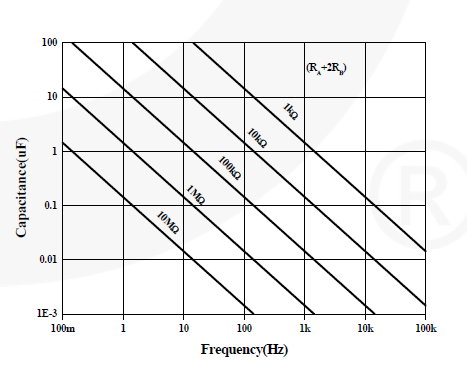 100
10
1
0.1
0.01
1E-3
Capacitance(uF)
(RA+2RB)
1kΩ
10kΩ
100kΩ
1MΩ
10MΩ
100m 1 10 100 1k 10k 100k
Frequency(Hz)
R